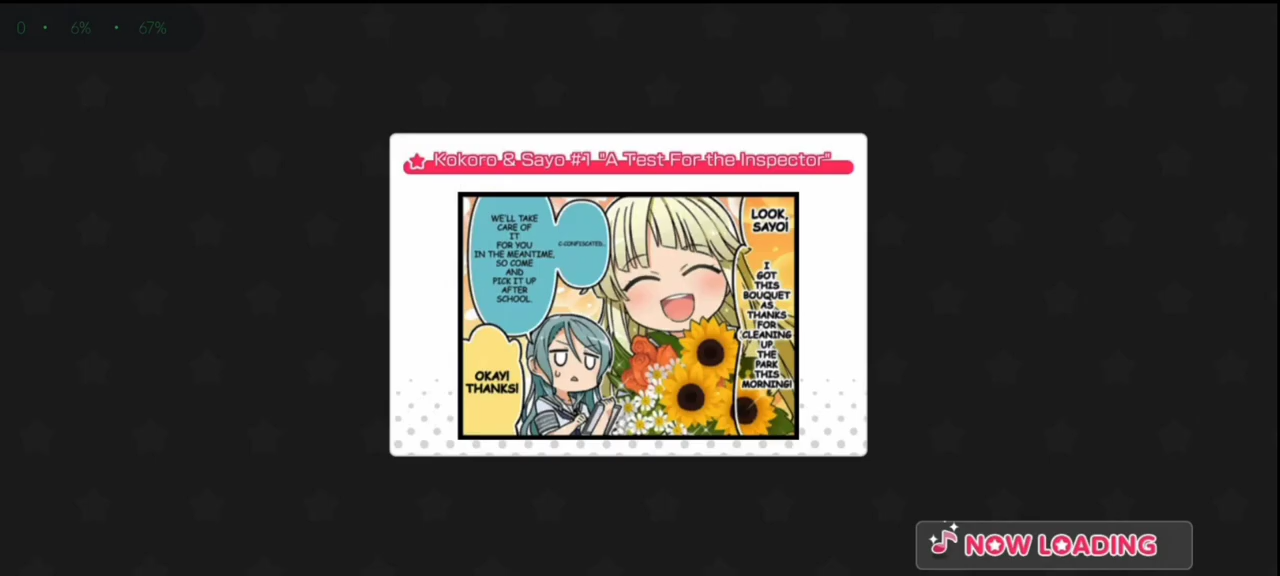 0 • 6% • 67%
Kokoro & Sayo #1 "A Test For the Inspector"
LOOK,
SAYO!
I
GOT
THIS
BOUQUET
AS
THANKS
FOR
CLEANING
UP
THE
PARK
THIS
MORNING!
C-CONFISCATED...
WE'LL TAKE
CARE OF
IT
FOR YOU
IN THE MEANTIME,
SO COME
AND
PICK IT UP
AFTER
SCHOOL.
OKAY!
THANKS!
NOW LOADING